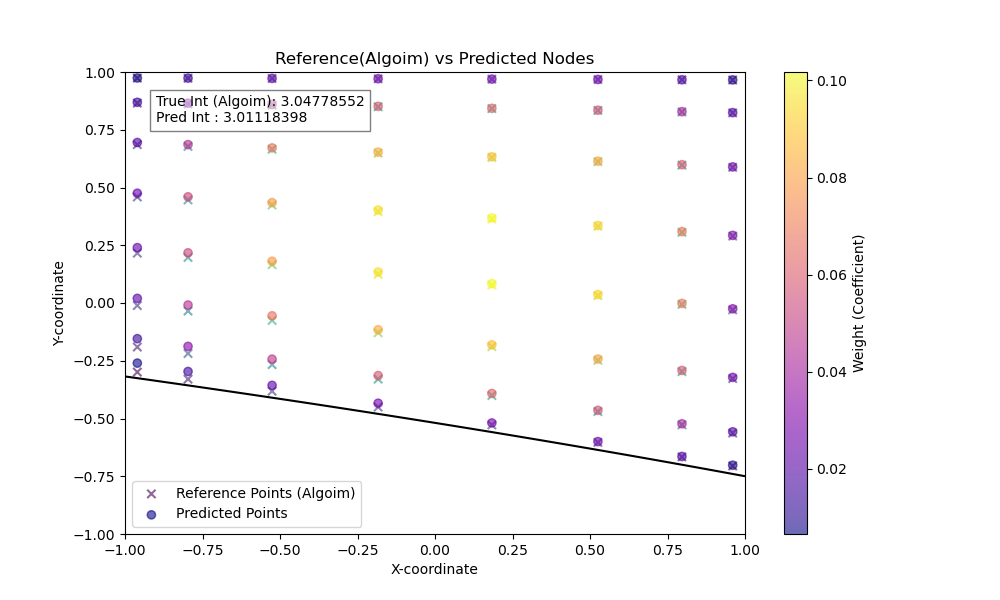 Reference(Algoim) vs Predicted Nodes
True Int (Algoim): 3.04778552
Pred Int : 3.01118398
1.00
0.75
0.50
0.25
0.00
−0.25
−0.50
−0.75
−1.00
Y-coordinate
Reference Points (Algoim)
Predicted Points
−1.00 −0.75 −0.50 −0.25 0.00 0.25 0.50 0.75 1.00
X-coordinate
0.10
0.08
0.06
0.04
0.02
Weight (Coefficient)